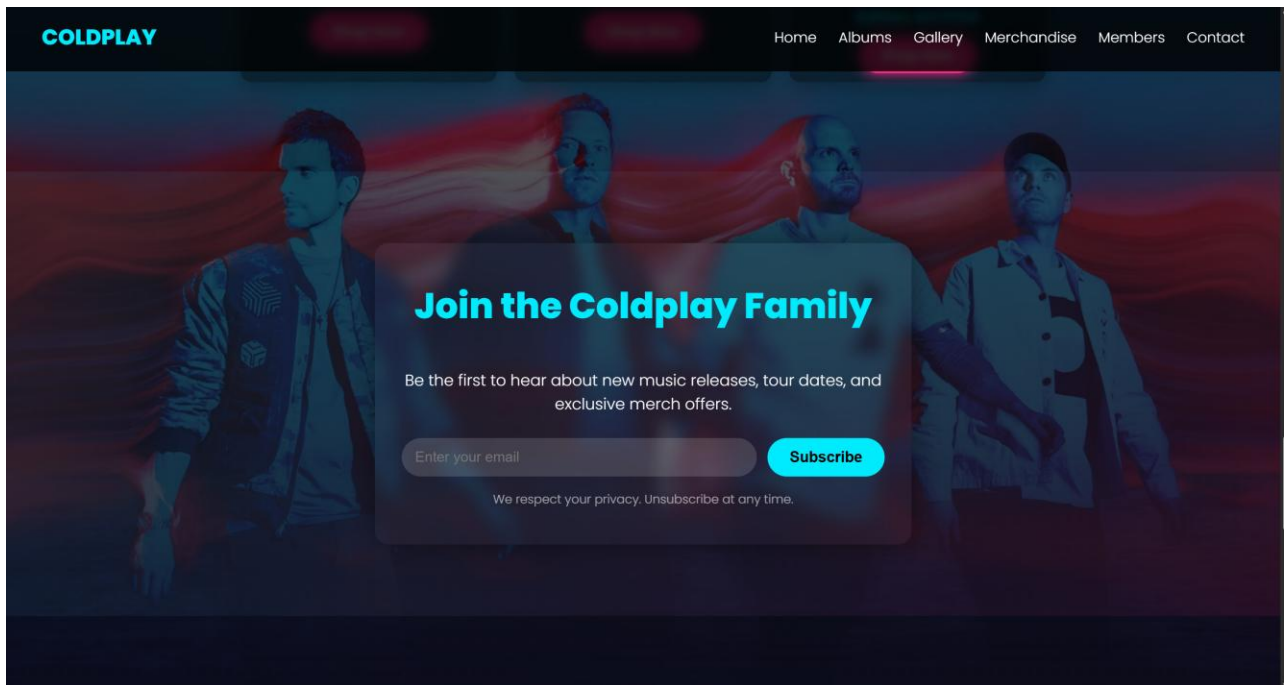 COLDPLAY
Home Albums Gallery Merchandise Members Contact
Join the Coldplay Family
Be the first to hear about new music releases, tour dates, and
exclusive merch offers.
Enter your email
Subscribe
We respect your privacy. Unsubscribe at any time.